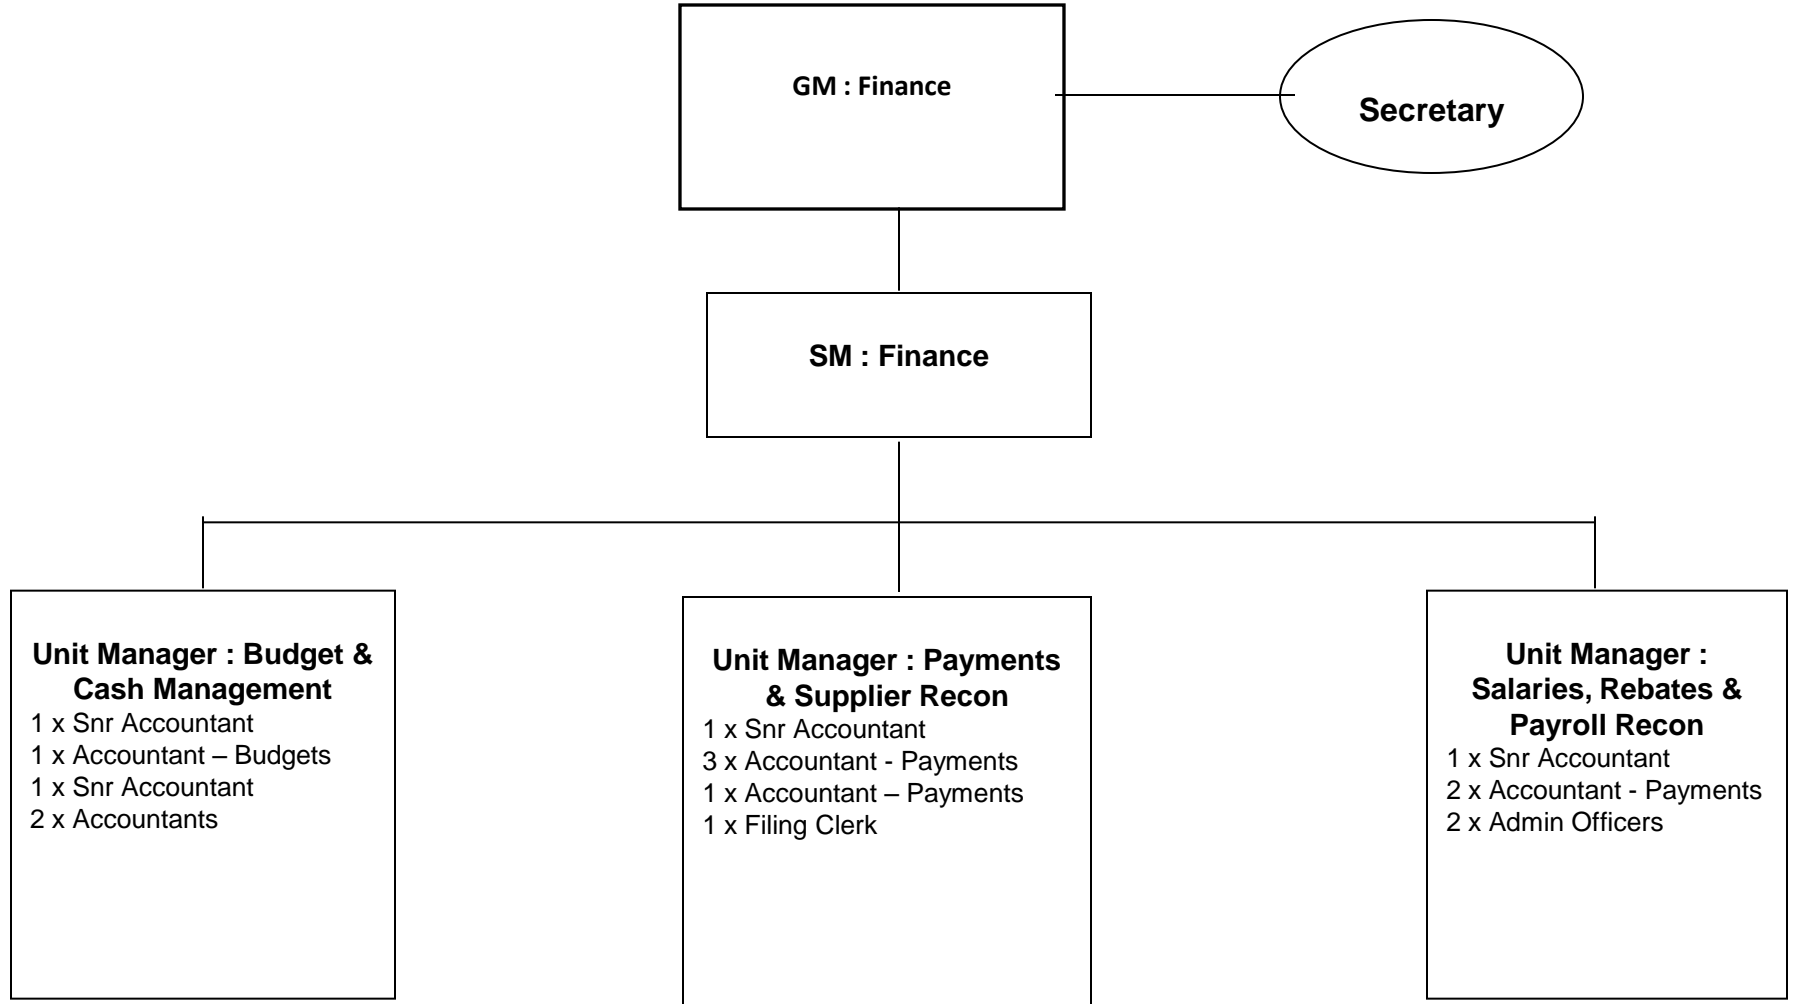 GM : Finance
Secretary
SM : Finance
Unit Manager : Budget &
Cash Management
1 x Snr Accountant
1 x Accountant – Budgets
1 x Snr Accountant
2 x Accountants
Unit Manager : Payments
& Supplier Recon
1 x Snr Accountant
3 x Accountant - Payments
1 x Accountant – Payments
1 x Filing Clerk
Unit Manager :
Salaries, Rebates &
Payroll Recon
1 x Snr Accountant
2 x Accountant - Payments
2 x Admin Officers